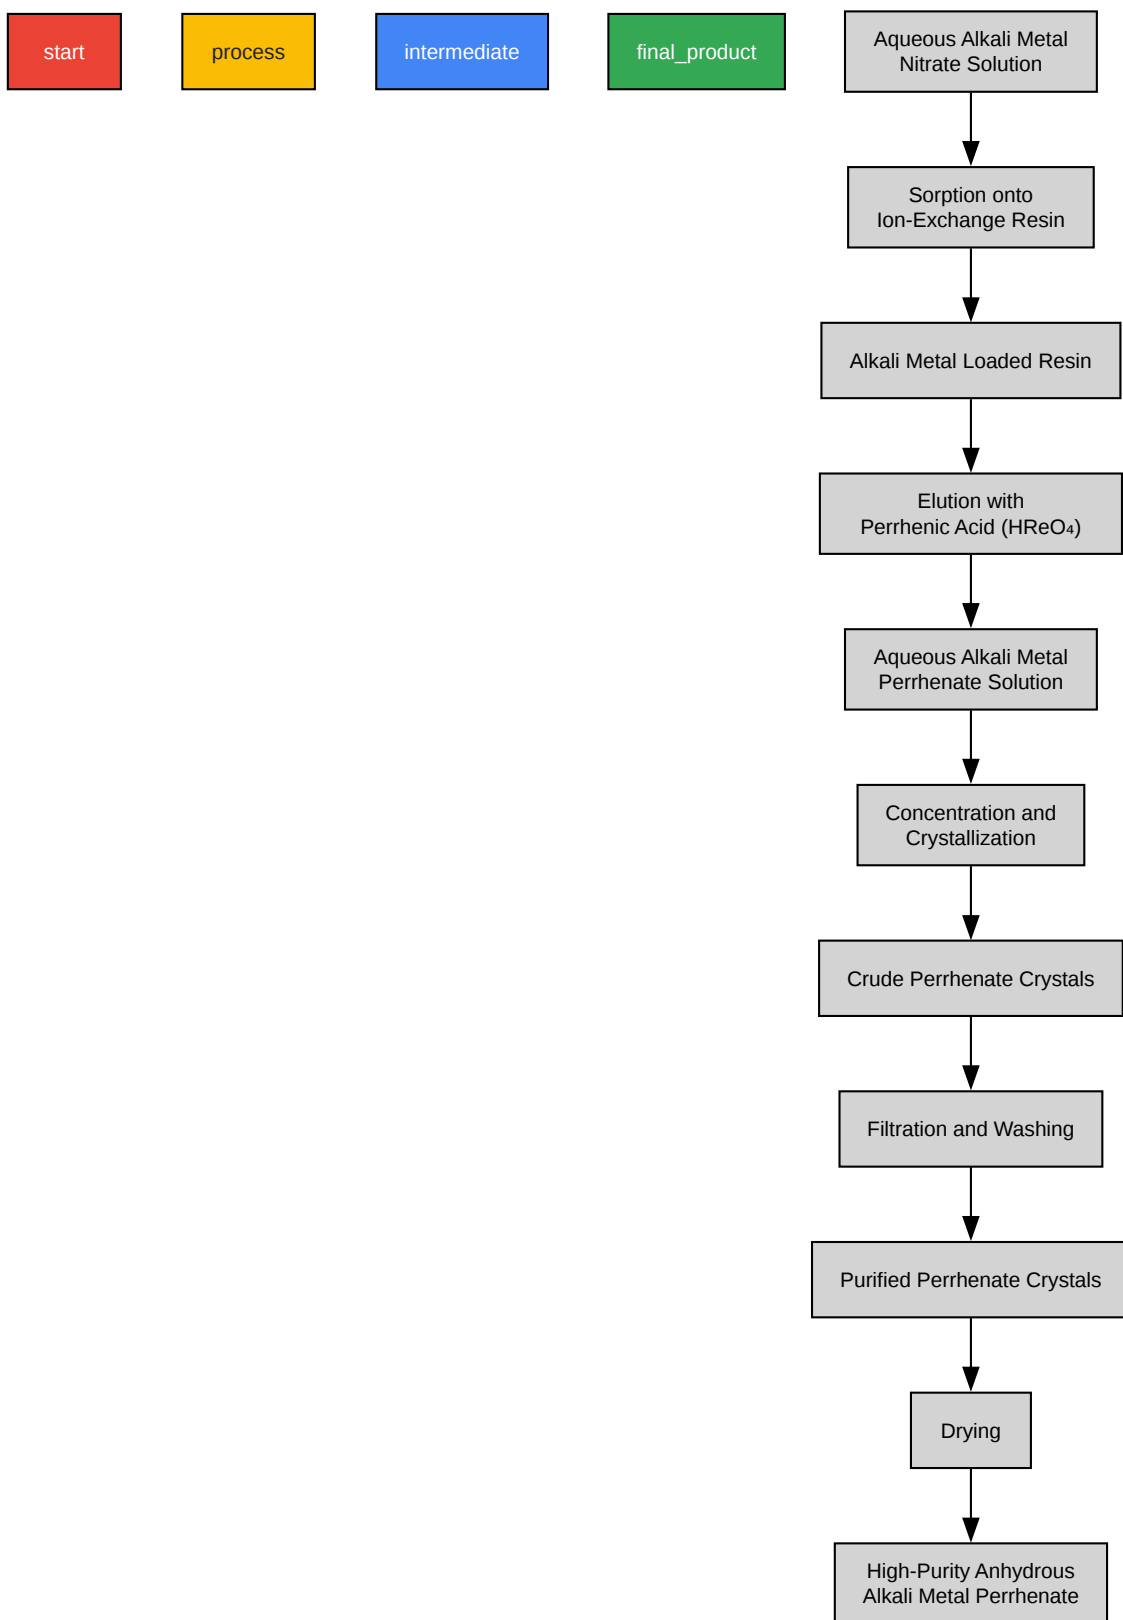 start
process
intermediate
final_product
Aqueous Alkali Metal
Nitrate Solution
Sorption onto
Ion-Exchange Resin
Alkali Metal Loaded Resin
Elution with
Perrhenic Acid (HReO₄)
Aqueous Alkali Metal
Perrhenate Solution
Concentration and
Crystallization
Crude Perrhenate Crystals
Filtration and Washing
Purified Perrhenate Crystals
Drying
High-Purity Anhydrous
Alkali Metal Perrhenate